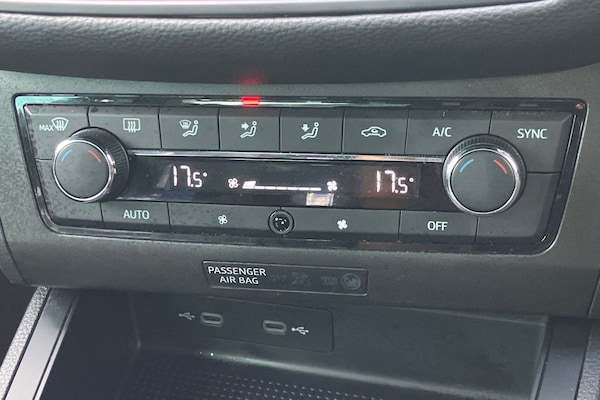 MAX
A/C
SYNC
17.5°
17.5°
AUTO
OFF
PASSENGER
AIR BAG